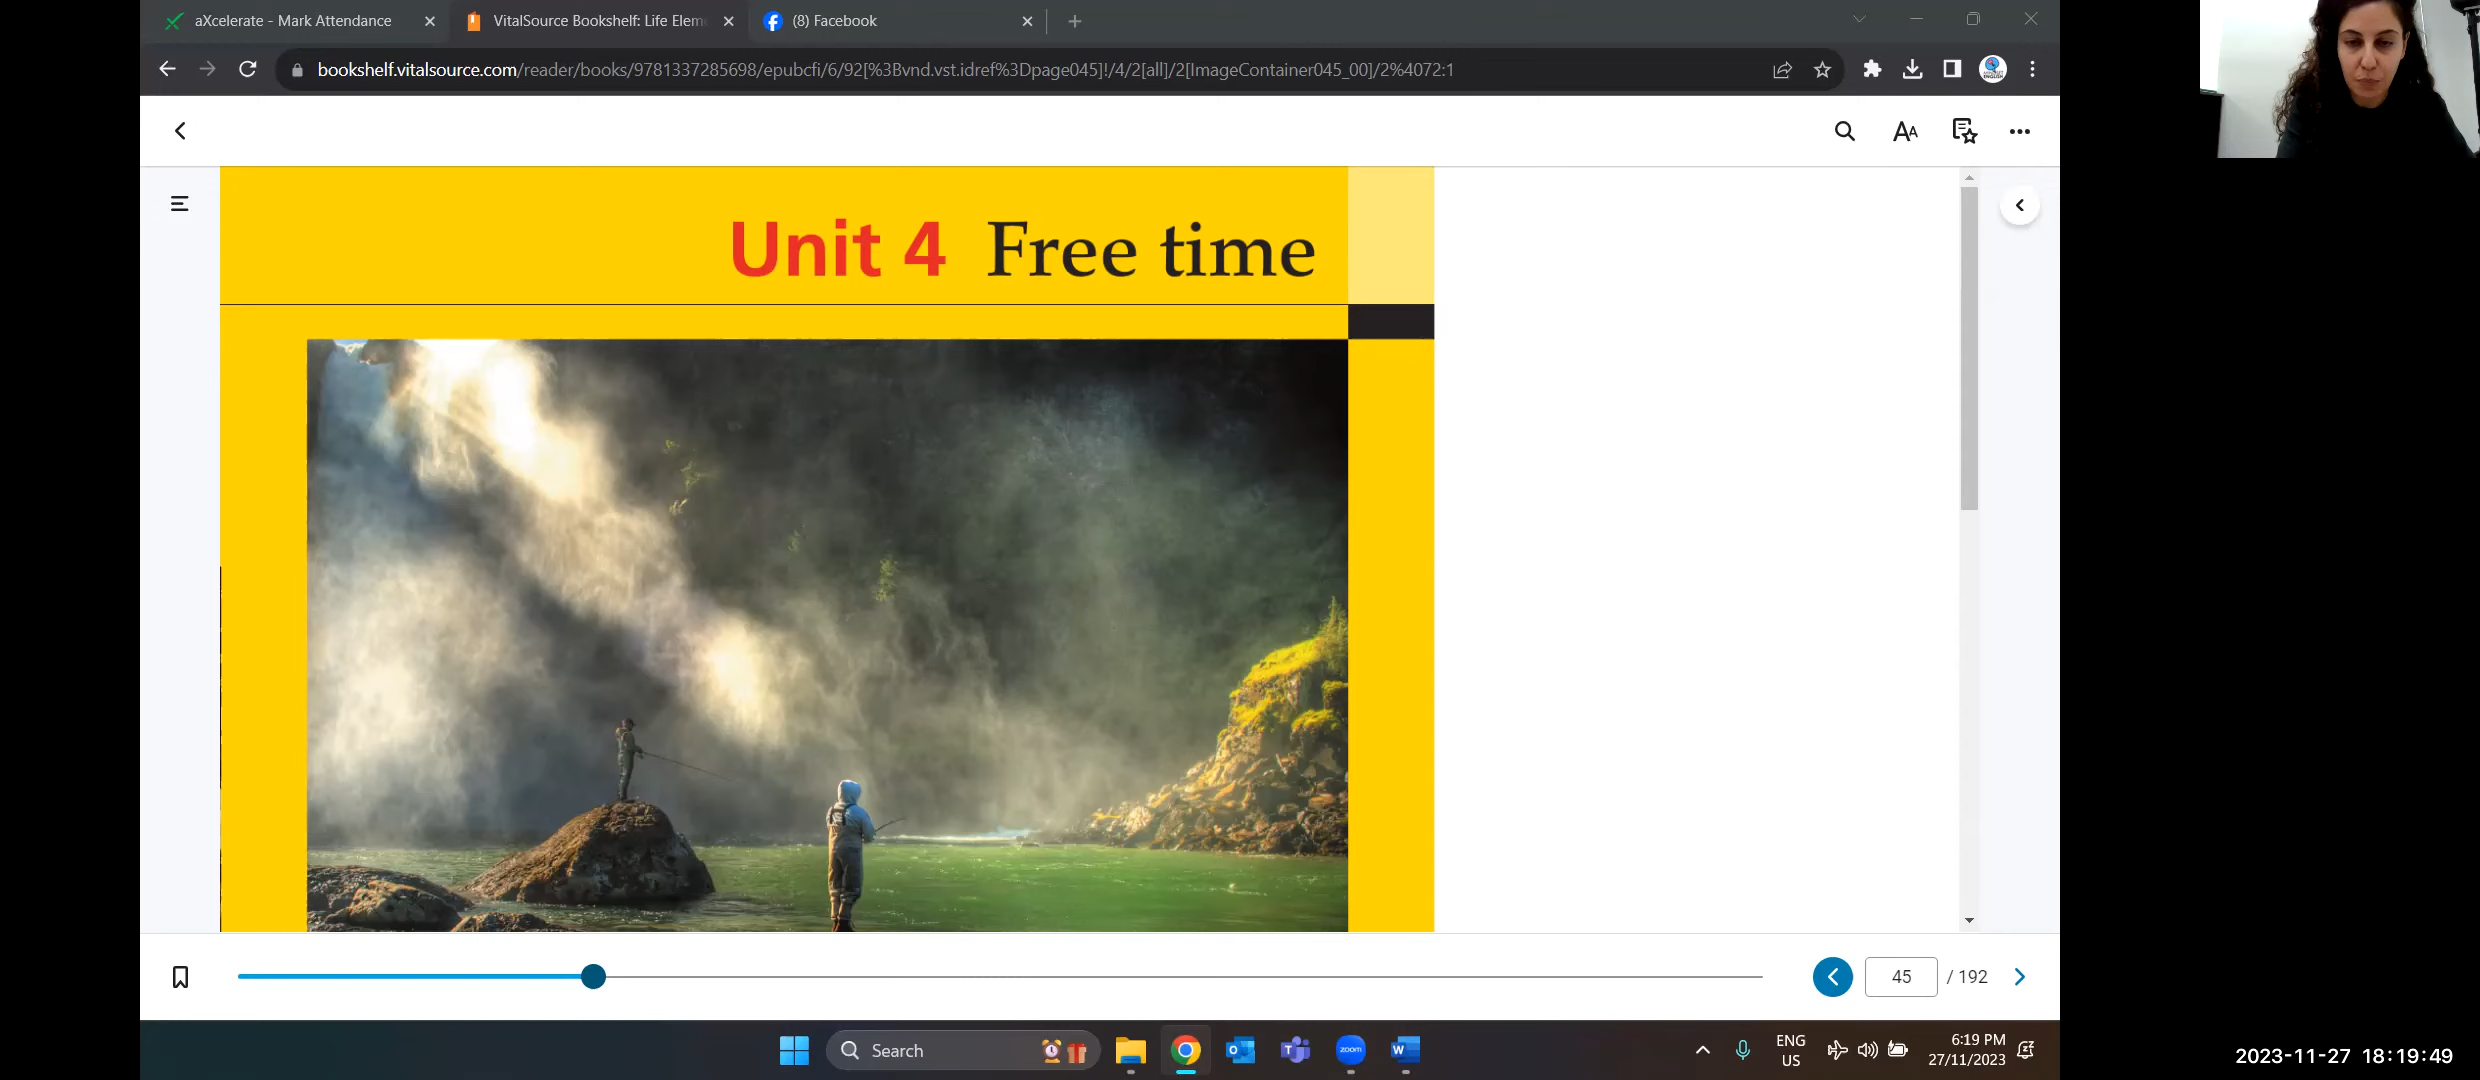 aXcelerate - Mark Attendance
VitalSource Bookshelf: Life Elem
(8) Facebook
bookshelf.vitalsource.com/reader/books/9781337285698/epubcfi/6/92[%3Bvnd.vst.idref%3Dpage045]!/4/2[all]/2[ImageContainer045_00]/2%4072:1
AA
Unit 4 Free time
45 / 192
Search
zoom
ENG
US
6:19 PM
27/11/2023
2023-11-27 18:19:49